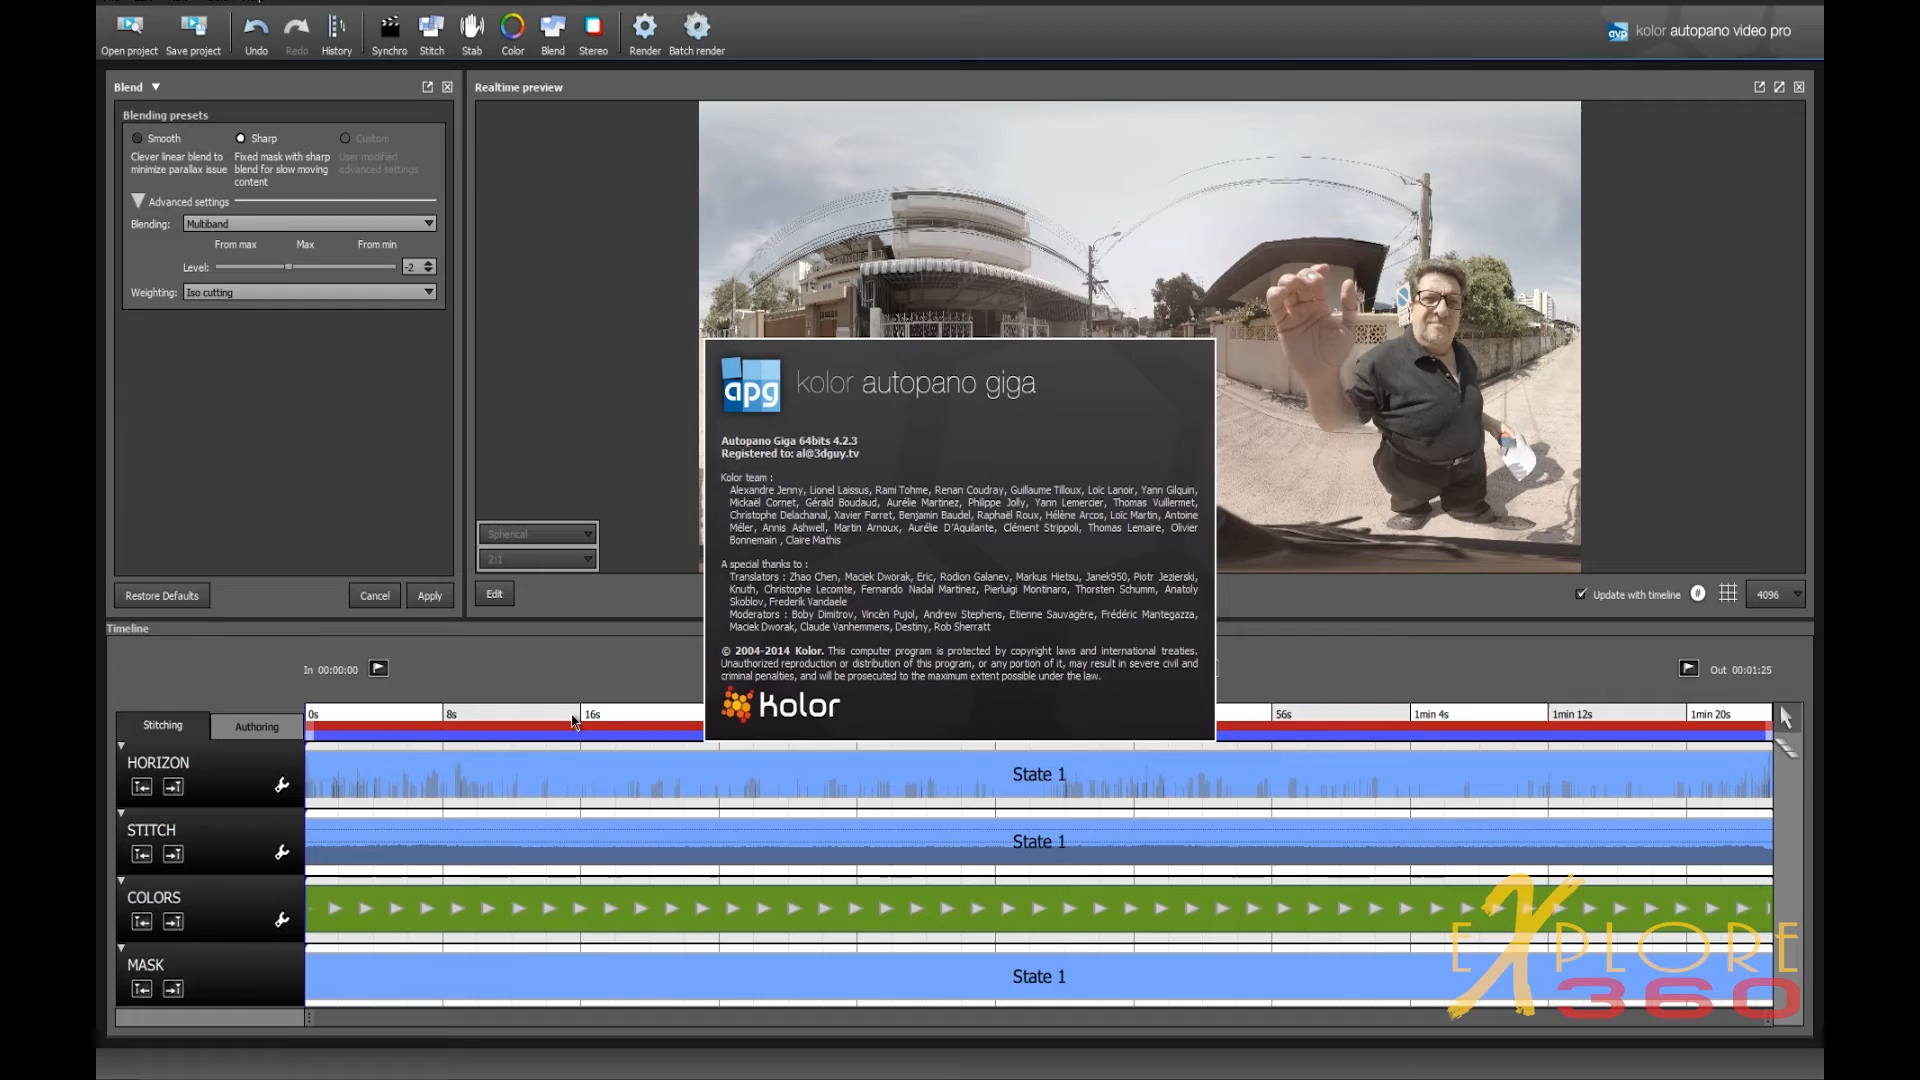 Open project
Save project
Undo
Redo
History
Synchro
Stitch
Stab
Color
Blend
Stereo
Render
Batch render
avp kolor autopano video pro
Blend
Realtime preview
Blending presets
Smooth
Sharp
Custom
Clever linear blend to
minimize parallax issue
Fixed mask with sharp
blend for slow moving
content
User modified
advanced settings
Advanced settings
Blending: Multiband
From max Max From min
Level: -2
Weighting: Iso cutting
Spherical
2:1
Restore Defaults
Cancel
Apply
Edit
Update with timeline
#
4096
apg kolor autopano giga
Autopano Giga 64bits 4.2.3
Registered to: al@3dguy.tv
Kolor team :
Alexandre Jenny, Lionel Laissus, Rami Tohme, Renan Coudray, Guillaume Tilloux, Loïc Lanoir, Yann Gilquin,
Mickaël Cornet, Gérald Boudaud, Aurélie Martinez, Philippe Jolly, Yann Lemercier, Thomas Vuillermet,
Christophe Delachanal, Xavier Farret, Benjamin Baudel, Raphaël Roux, Hélène Arcos, Loïc Martin, Antoine
Méler, Annis Ashwell, Martin Arnoux, Aurélie D'Aquilante, Clément Strippoli, Thomas Lemaire, Olivier
Bonnemain , Claire Mathis
A special thanks to :
Translators : Zhao Chen, Maciek Dworak, Eric, Rodion Galanev, Markus Hietsu, Janek950, Piotr Jezierski,
Knuth, Christophe Lecomte, Fernando Nadal Martinez, Pierluigi Montinaro, Thorsten Schumm, Anatoly
Skoblov, Frederik Vandaele
Moderators : Boby Dimitrov, Vincèn Pujol, Andrew Stephens, Etienne Sauvagère, Frédéric Mantegazza,
Maciek Dworak, Claude Vanhemmens, Destiny, Rob Sherratt
© 2004-2014 Kolor. This computer program is protected by copyright laws and international treaties.
Unauthorized reproduction or distribution of this program, or any portion of it, may result in severe civil and
criminal penalties, and will be prosecuted to the maximum extent possible under the law.
kolor
Timeline
In 00:00:00
Out 00:01:25
Stitching
Authoring
0s 8s 16s 56s 1min 4s 1min 12s 1min 20s
HORIZON
State 1
STITCH
State 1
COLORS
MASK
State 1
EXPLORE
360